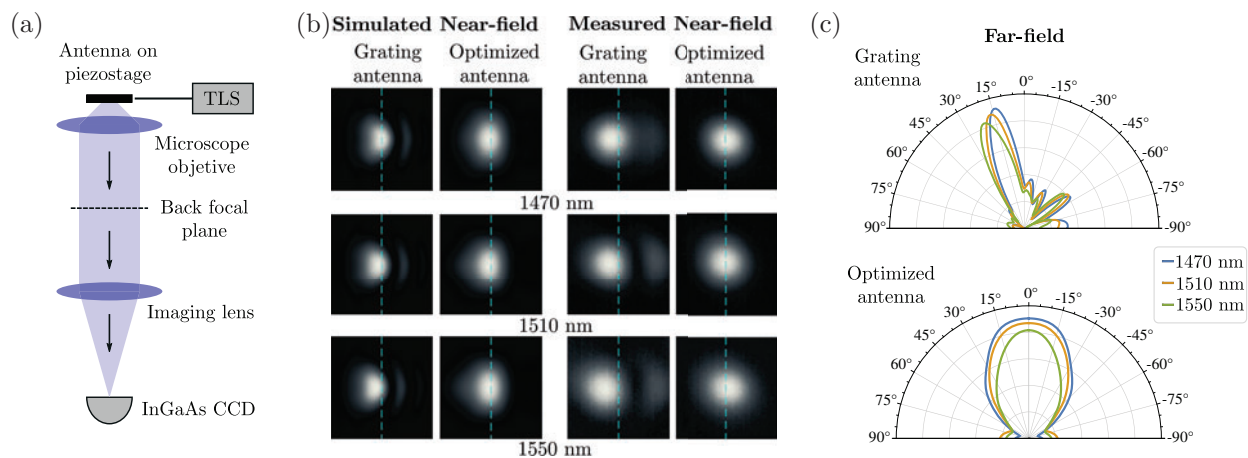 (a)
Antenna on
piezostage
TLS
Microscope
objetive
Back focal
plane
Imaging lens
InGaAs CCD
(b)
Simulated Near-field
Measured Near-field
Grating
antenna
Optimized
antenna
Grating
antenna
Optimized
antenna
1470 nm
1510 nm
1550 nm
(c)
Far-field
Grating
antenna
90°
75°
60°
45°
30°
15°
0°
-15°
-30°
-45°
-60°
-75°
-90°
1470 nm
1510 nm
1550 nm
Optimized
antenna
90°
75°
60°
45°
30°
15°
0°
-15°
-30°
-45°
-60°
-75°
-90°